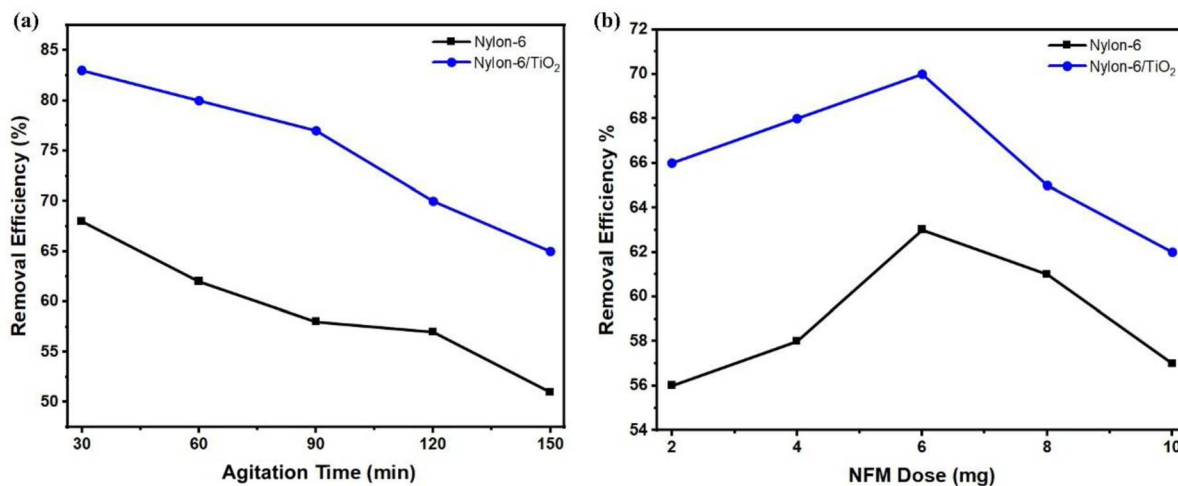 (a)
Nylon-6
Nylon-6/TiO₂
Removal Efficiency (%)
85
80
75
70
65
60
55
50
30 60 90 120 150
Agitation Time (min)
(b)
Nylon-6
Nylon-6/TiO₂
Removal Efficiency %
70
68
66
64
62
60
58
56
54
2 4 6 8 10
NFM Dose (mg)